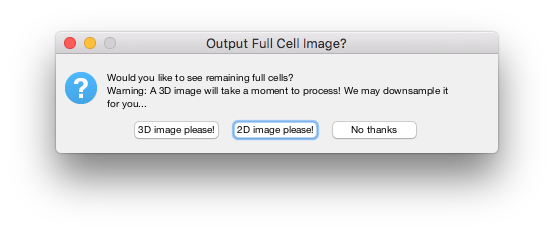 Output Full Cell Image?
Would you like to see remaining full cells?
Warning: A 3D image will take a moment to process! We may downsample it
for you...
3D image please!
2D image please!
No thanks